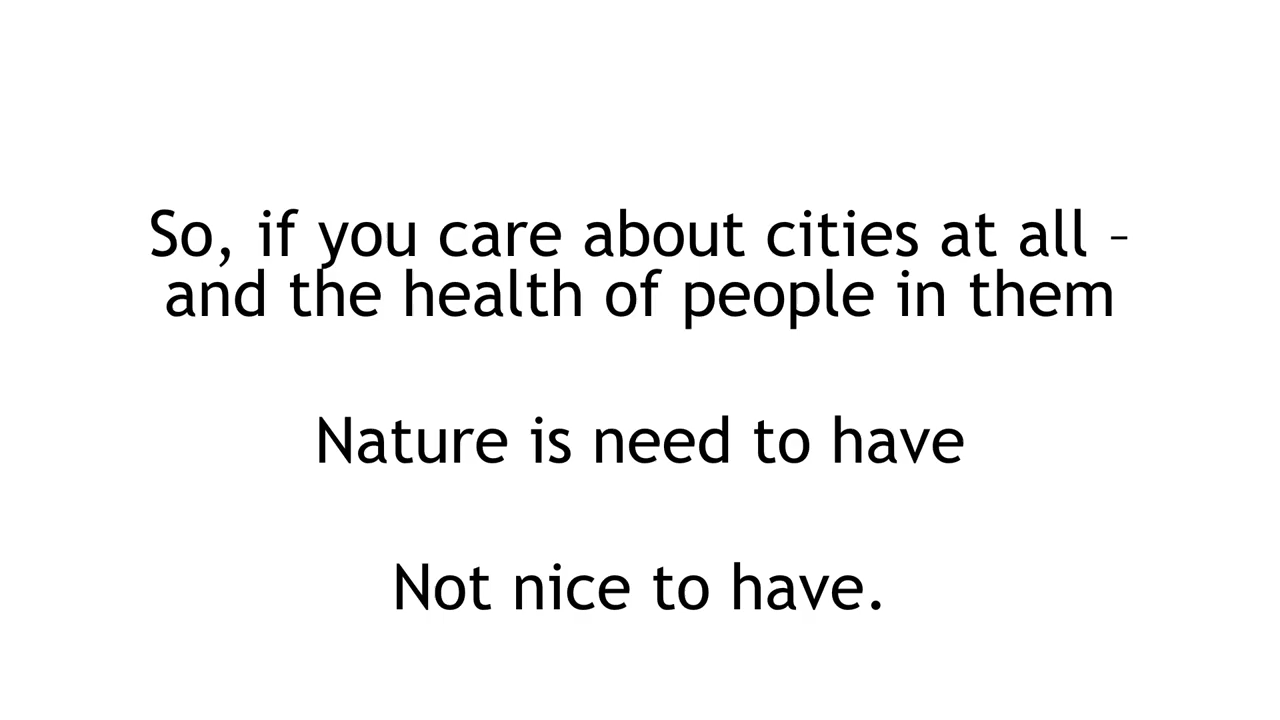 So, if you care about cities at all –
and the health of people in them
Nature is need to have
Not nice to have.